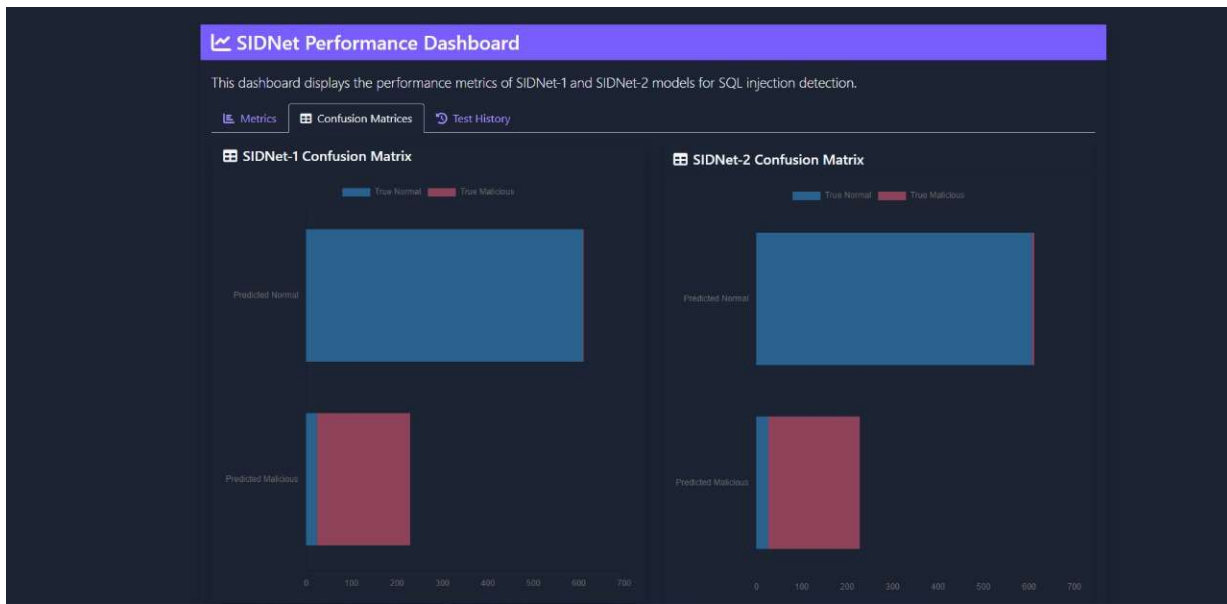 SIDNet Performance Dashboard
This dashboard displays the performance metrics of SIDNet-1 and SIDNet-2 models for SQL injection detection.
Metrics Confusion Matrices Test History
SIDNet-1 Confusion Matrix
True Normal True Malicious
Predicted Normal
Predicted Malicious
0 100 200 300 400 500 600 700
SIDNet-2 Confusion Matrix
True Normal True Malicious
Predicted Normal
Predicted Malicious
0 100 200 300 400 500 600 700